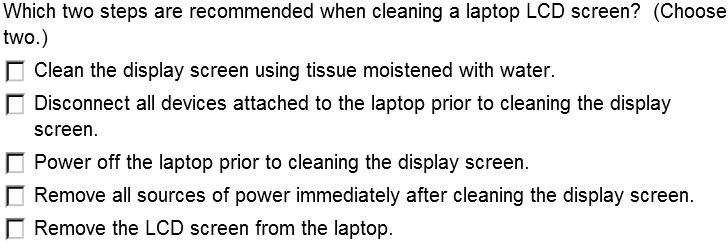 Which two steps are recommended when cleaning a laptop LCD screen?  (Choose
two.)
Clean the display screen using tissue moistened with water.
Disconnect all devices attached to the laptop prior to cleaning the display
screen.
Power off the laptop prior to cleaning the display screen.
Remove all sources of power immediately after cleaning the display screen.
Remove the LCD screen from the laptop.